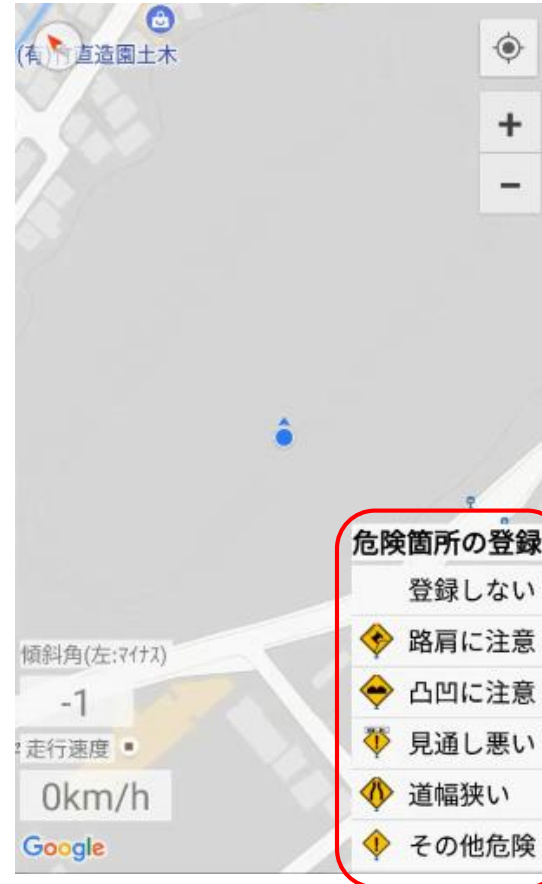 (有)
直造園土木
+
−
危険箇所の登録
登録しない
路肩に注意
凸凹に注意
見通し悪い
道幅狭い
その他危険
傾斜角(左:ﾏｲﾅｽ)
-1
走行速度
0km/h
Google